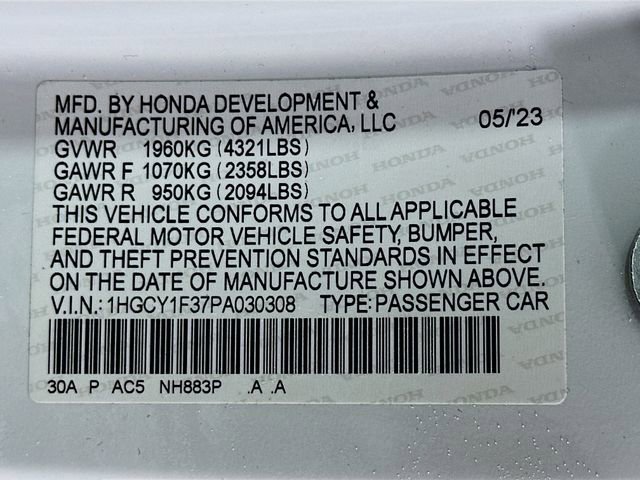 MFD. BY HONDA DEVELOPMENT &
MANUFACTURING OF AMERICA, LLC 05/'23
GVWR 1960KG (4321LBS)
GAWR F 1070KG (2358LBS)
GAWR R 950KG (2094LBS)
THIS VEHICLE CONFORMS TO ALL APPLICABLE
FEDERAL MOTOR VEHICLE SAFETY, BUMPER,
AND THEFT PREVENTION STANDARDS IN EFFECT
ON THE DATE OF MANUFACTURE SHOWN ABOVE.
V.I.N.: 1HGCY1F37PA030308 TYPE: PASSENGER CAR
30A P AC5 NH883P .A .A